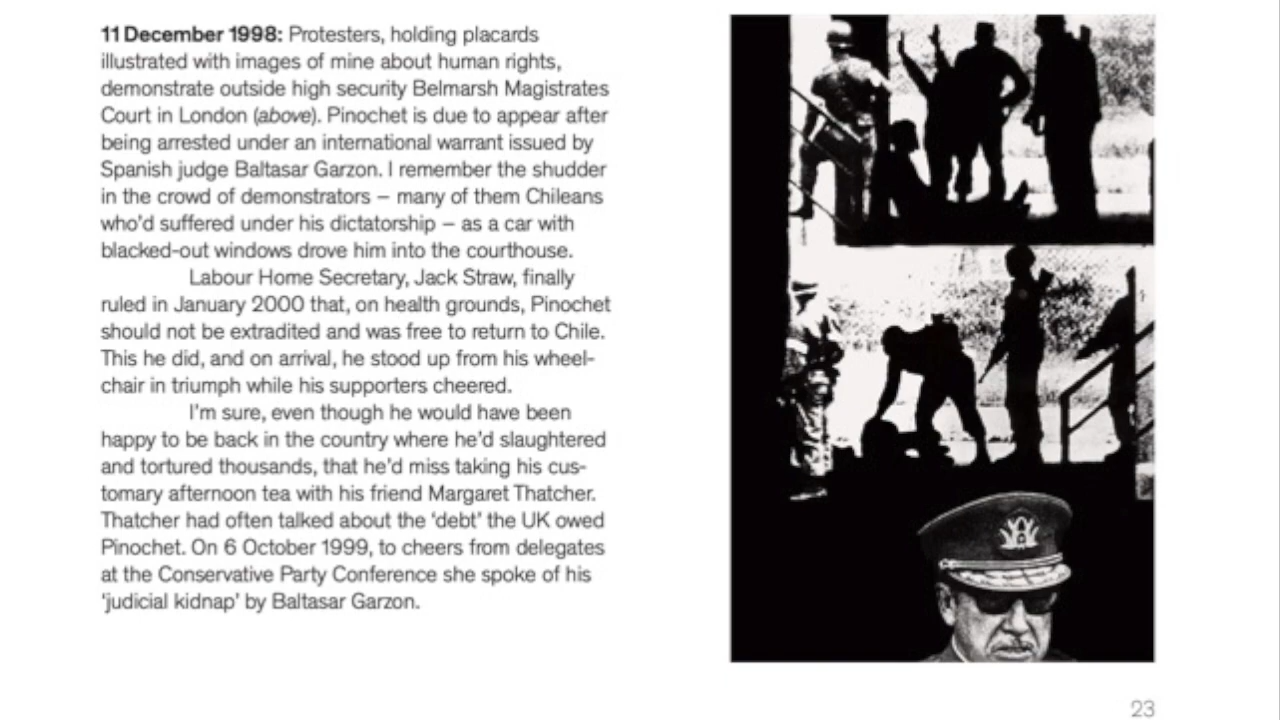 11 December 1998: Protesters, holding placards
illustrated with images of mine about human rights,
demonstrate outside high security Belmarsh Magistrates
Court in London (above). Pinochet is due to appear after
being arrested under an international warrant issued by
Spanish judge Baltasar Garzon. I remember the shudder
in the crowd of demonstrators – many of them Chileans
who'd suffered under his dictatorship – as a car with
blacked-out windows drove him into the courthouse.
Labour Home Secretary, Jack Straw, finally
ruled in January 2000 that, on health grounds, Pinochet
should not be extradited and was free to return to Chile.
This he did, and on arrival, he stood up from his wheel-
chair in triumph while his supporters cheered.
I'm sure, even though he would have been
happy to be back in the country where he'd slaughtered
and tortured thousands, that he'd miss taking his cus-
tomary afternoon tea with his friend Margaret Thatcher.
Thatcher had often talked about the 'debt' the UK owed
Pinochet. On 6 October 1999, to cheers from delegates
at the Conservative Party Conference she spoke of his
'judicial kidnap' by Baltasar Garzon.
23